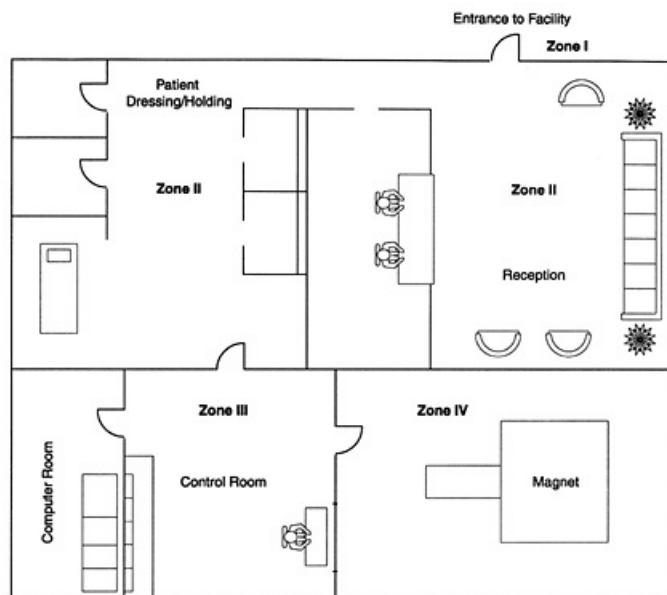 Entrance to Facility
Zone I
Patient
Dressing/Holding
Zone II
Zone II
Reception
Zone III
Zone IV
Computer Room
Control Room
Magnet